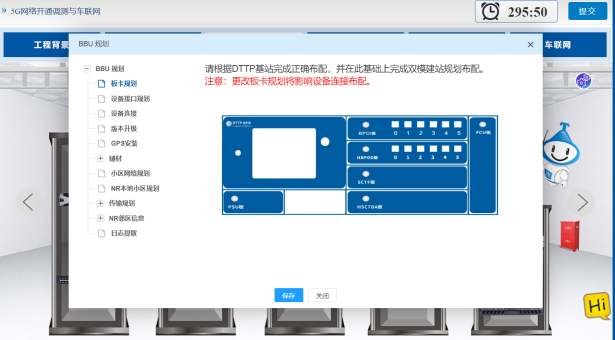 » 5G网络开通调测与车联网
295:50
提交
工程背景
车联网
BBU 规划
×
BBU 规划
板卡规划
设备接口规划
设备连接
版本升级
GPS安装
辅材
小区网络规划
NR本地小区规划
传输规划
NR邻区信息
日志提取
请根据DTTP基站完成正确布配，并在此基础上完成双模建站规划布配。
注意：更改板卡规划将影响设备连接布配。
BPOI板 0 1 2 3 4 5
FCU板
HBPOD板 0 1 2 3 4 5
SCTF板
PSU板
HSCTDA板
保存
关闭
Hi